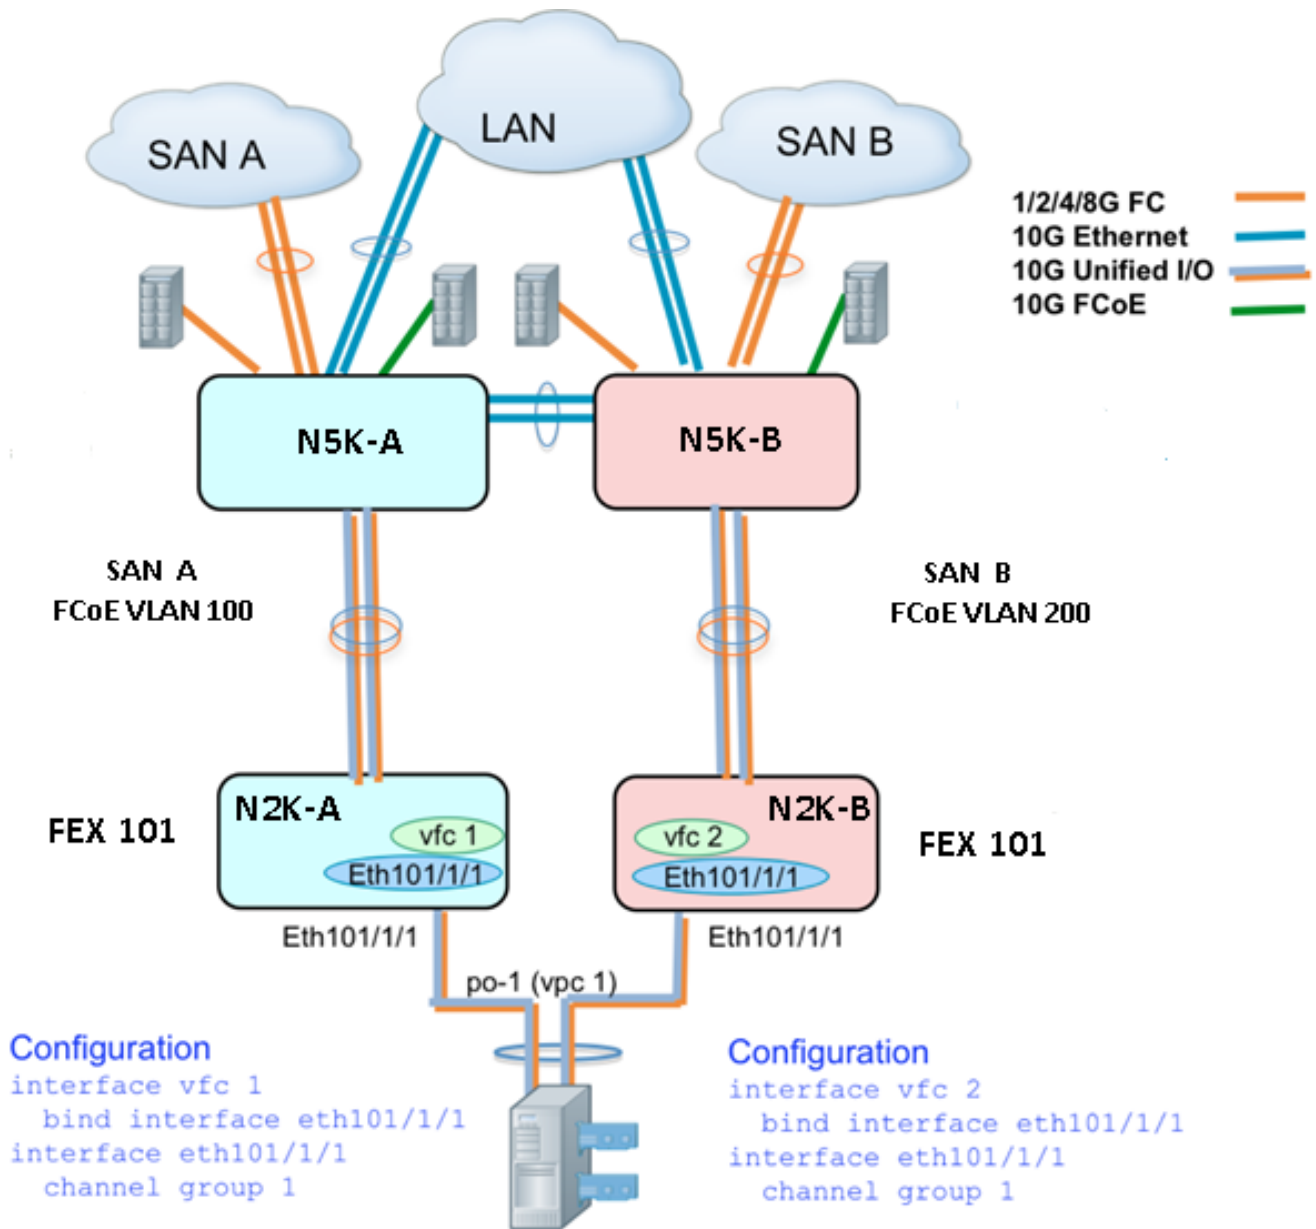 LAN
SAN A
SAN B
1/2/4/8G FC
10G Ethernet
10G Unified I/O
10G FCoE
N5K-A
N5K-B
SAN A
FCoE VLAN 100
SAN B
FCoE VLAN 200
FEX 101
N2K-A
vfc 1
Eth101/1/1
N2K-B
vfc 2
Eth101/1/1
FEX 101
Eth101/1/1
Eth101/1/1
po-1 (vpc 1)
Configuration
interface vfc 1
bind interface eth101/1/1
interface eth101/1/1
channel group 1
Configuration
interface vfc 2
bind interface eth101/1/1
interface eth101/1/1
channel group 1